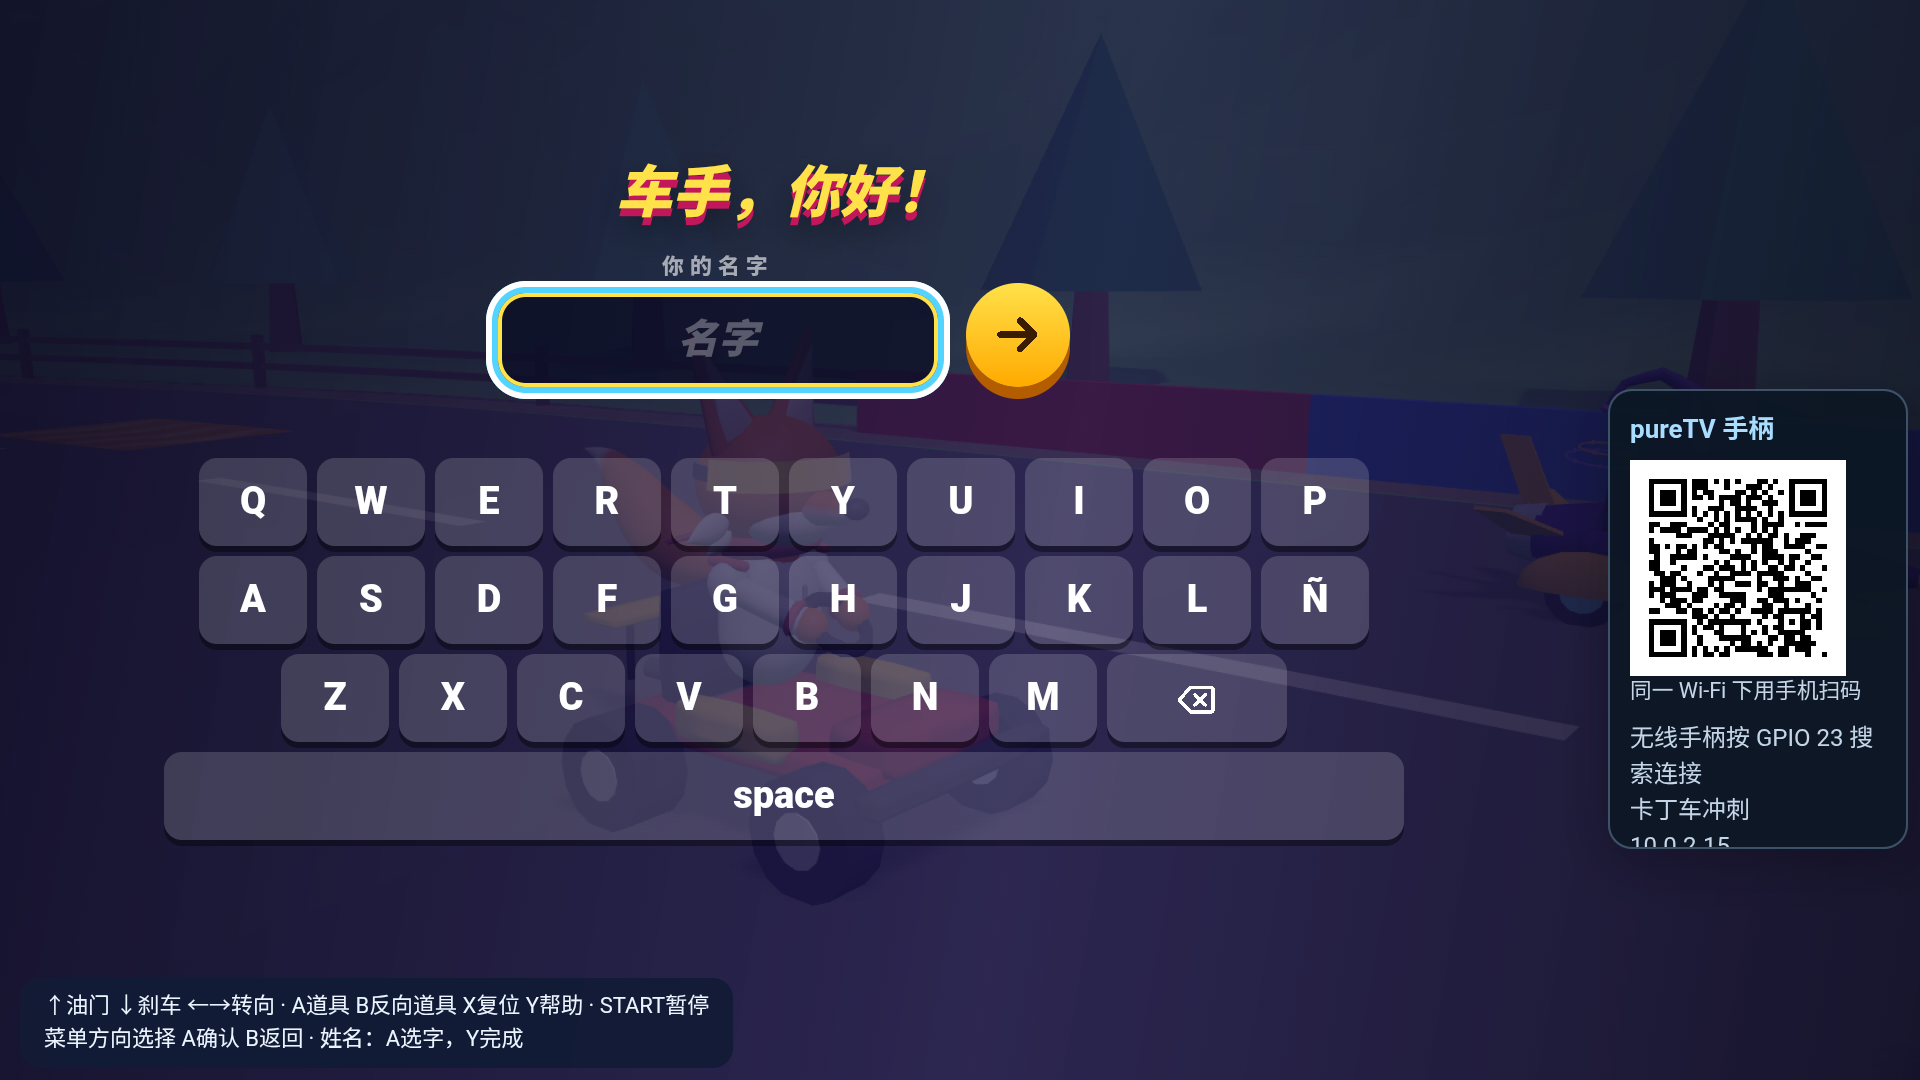 车手，你好！
你的名字
名字
Q W E R T Y U I O P
A S D F G H J K L Ñ
Z X C V B N M
space
pureTV 手柄
同一 Wi-Fi 下用手机扫码
无线手柄按 GPIO 23 搜
索连接
卡丁车冲刺
10.0.2.15
↑油门 ↓刹车 ←→转向 · A道具 B反向道具 X复位 Y帮助 · START暂停
菜单方向选择 A确认 B返回 · 姓名：A选字，Y完成